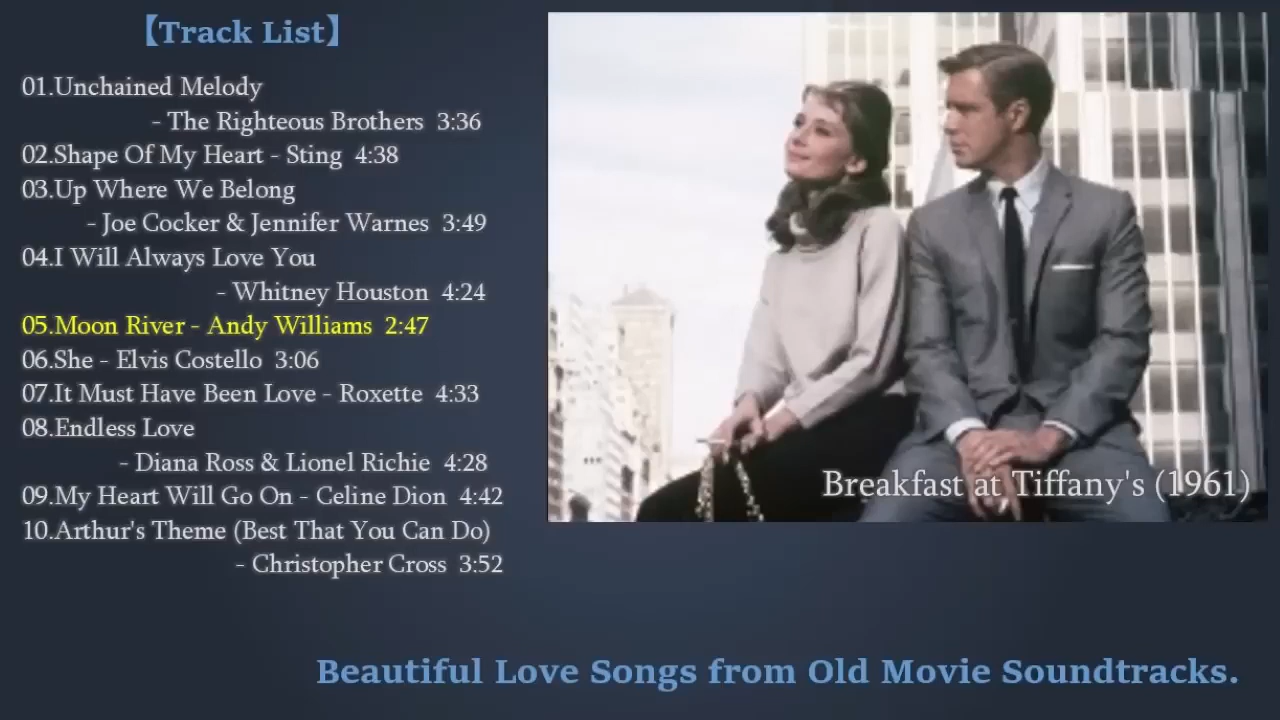 【Track List】
01.Unchained Melody
- The Righteous Brothers 3:36
02.Shape Of My Heart - Sting 4:38
03.Up Where We Belong
- Joe Cocker & Jennifer Warnes 3:49
04.I Will Always Love You
- Whitney Houston 4:24
05.Moon River - Andy Williams 2:47
06.She - Elvis Costello 3:06
07.It Must Have Been Love - Roxette 4:33
08.Endless Love
- Diana Ross & Lionel Richie 4:28
09.My Heart Will Go On - Celine Dion 4:42
10.Arthur's Theme (Best That You Can Do)
- Christopher Cross 3:52
Breakfast at Tiffany's (1961)
Beautiful Love Songs from Old Movie Soundtracks.